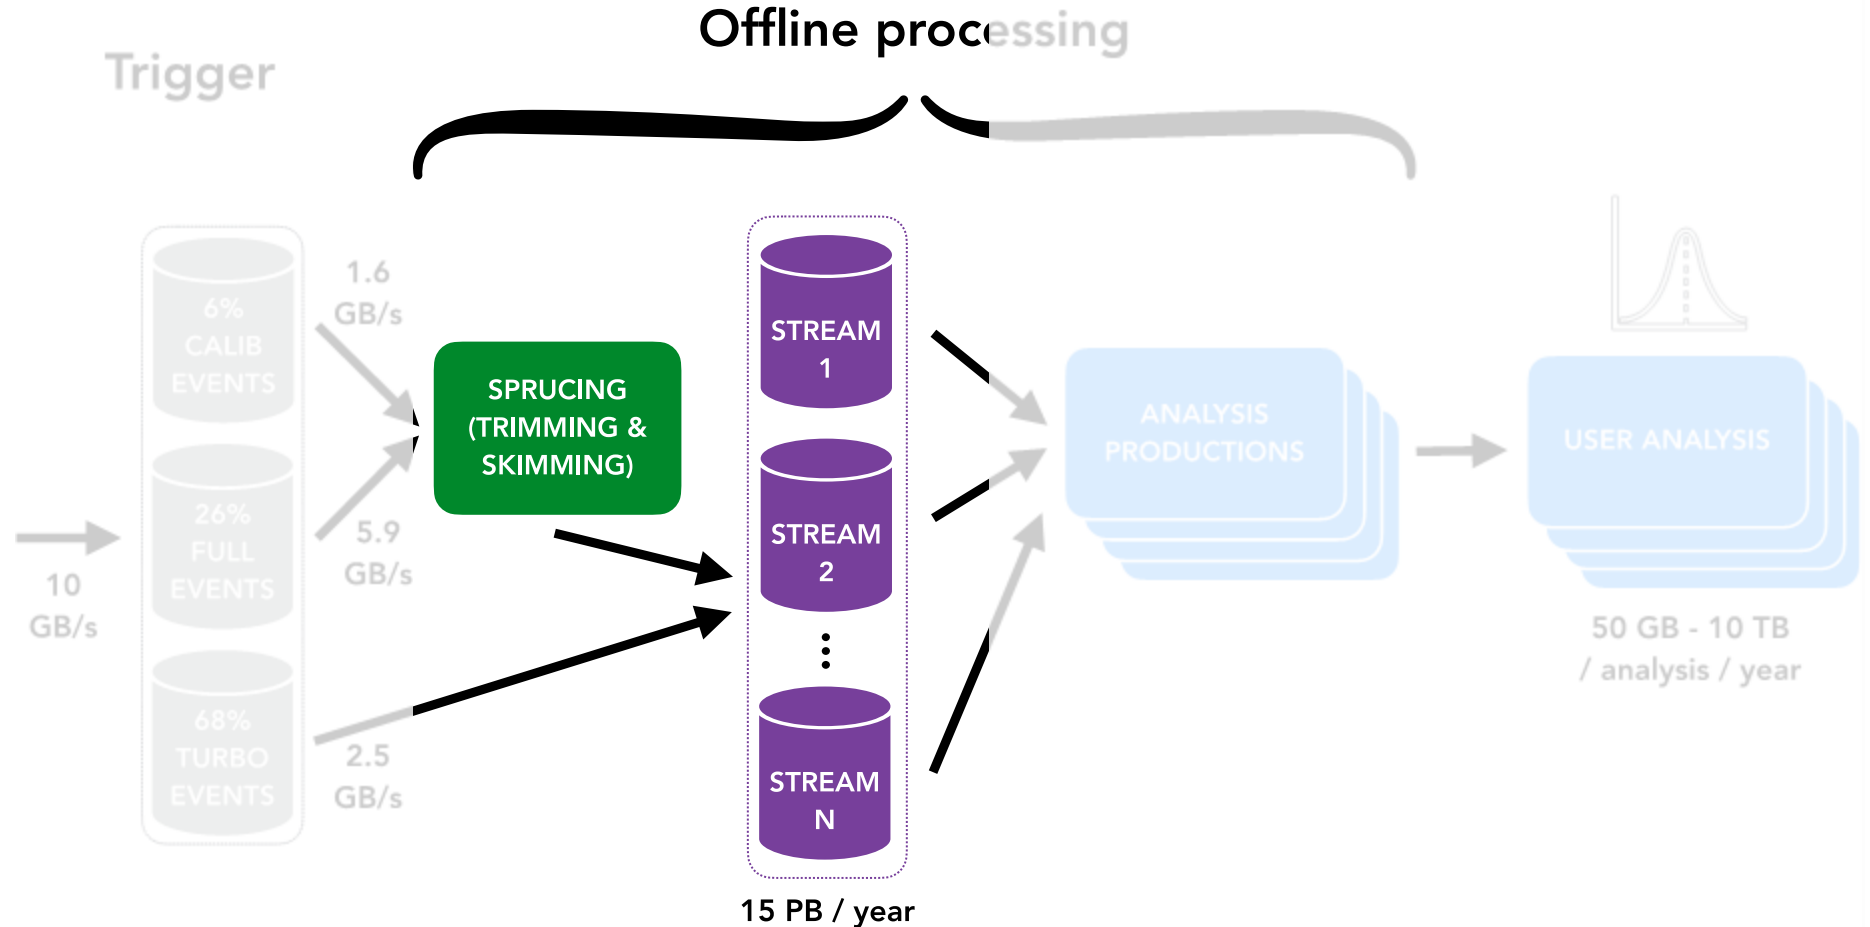 Offline processing
Trigger
1.6
GB/s
6%
CALIB
EVENTS
26%
FULL
EVENTS
5.9
GB/s
10
GB/s
68%
TURBO
EVENTS
2.5
GB/s
SPRUCING
(TRIMMING &
SKIMMING)
STREAM
1
STREAM
2
STREAM
N
15 PB / year
ANALYSIS
PRODUCTIONS
USER ANALYSIS
50 GB - 10 TB
/ analysis / year